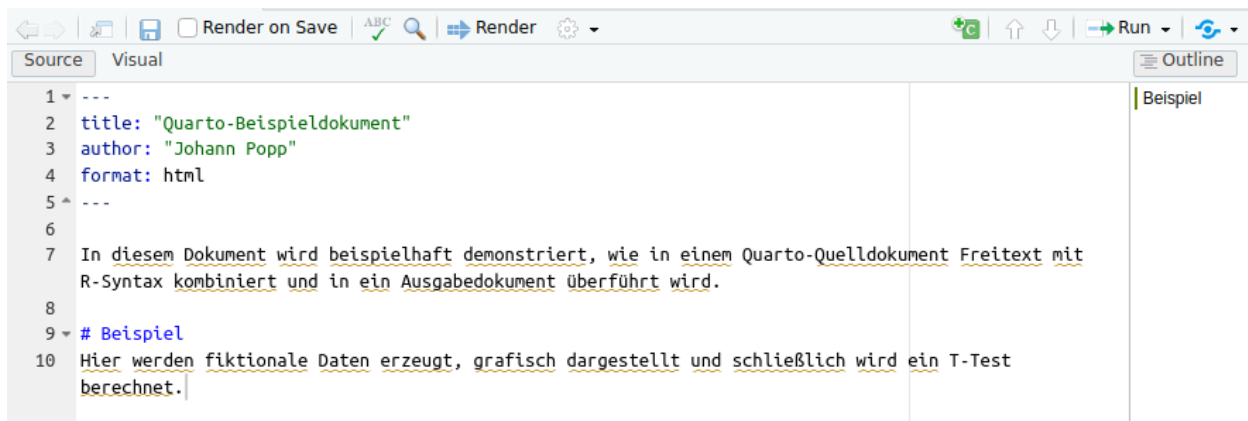 Render on Save ABC Render Run
Source Visual Outline
1 ---
2 title: "Quarto-Beispieldokument"
3 author: "Johann Popp"
4 format: html
5 ---
6
7 In diesem Dokument wird beispielhaft demonstriert, wie in einem Quarto-Quelldokument Freitext mit
R-Syntax kombiniert und in ein Ausgabedokument überführt wird.
8
9 # Beispiel
10 Hier werden fiktionale Daten erzeugt, grafisch dargestellt und schließlich wird ein T-Test
berechnet.
Beispiel